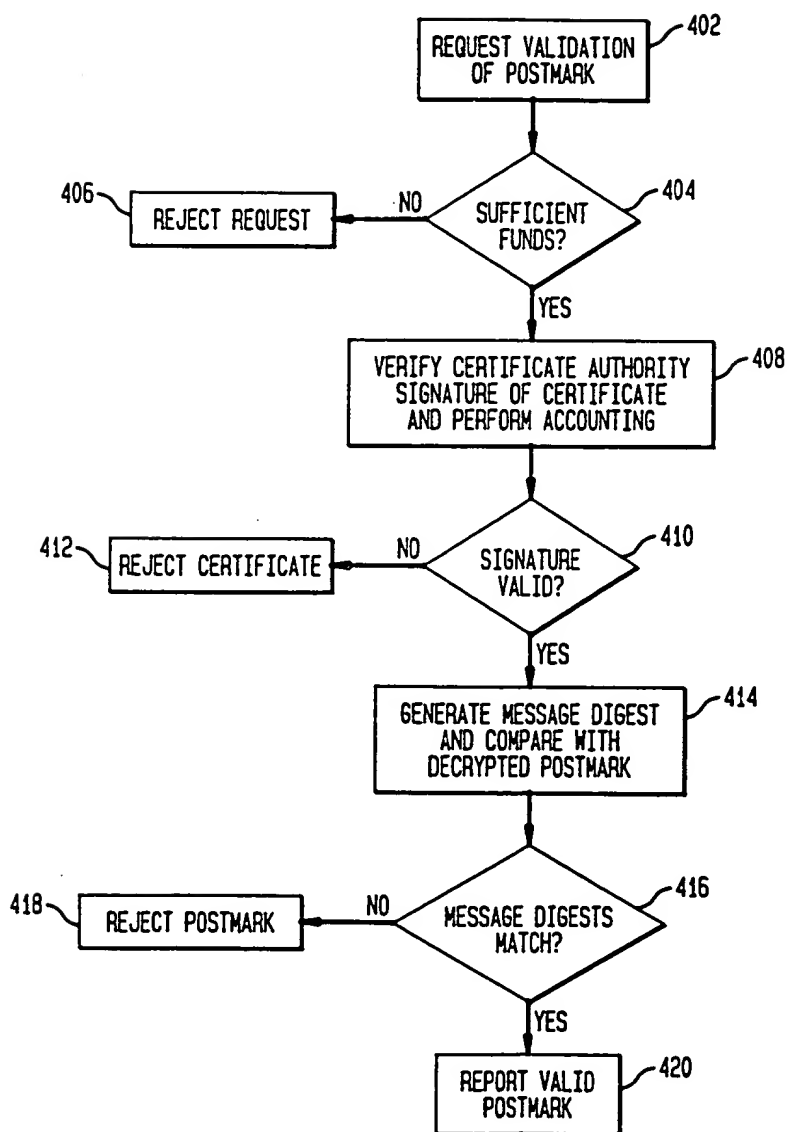 REQUEST VALIDATION
OF POSTMARK
402
SUFFICIENT
FUNDS?
404
NO
REJECT REQUEST
406
YES
VERIFY CERTIFICATE AUTHORITY
SIGNATURE OF CERTIFICATE
AND PERFORM ACCOUNTING
408
SIGNATURE
VALID?
410
NO
REJECT CERTIFICATE
412
YES
GENERATE MESSAGE DIGEST
AND COMPARE WITH
DECRYPTED POSTMARK
414
MESSAGE DIGESTS
MATCH?
416
NO
REJECT POSTMARK
418
YES
REPORT VALID
POSTMARK
420